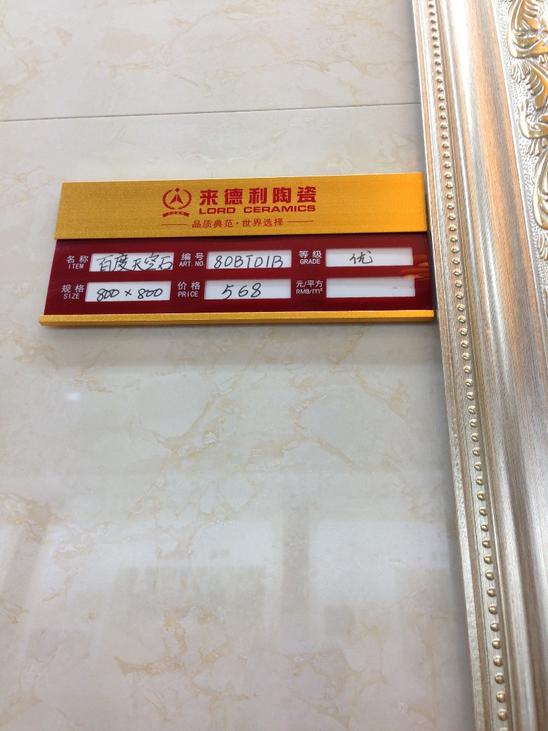 来德利陶瓷
LORD CERAMICS
品质典范·世界选择
名称 百度天空石 编号 80BT01B 等级 优
ITEM ART.NO GRADE
规格 800×800 价格 568 元/平方
SIZE PRICE RMB/m²